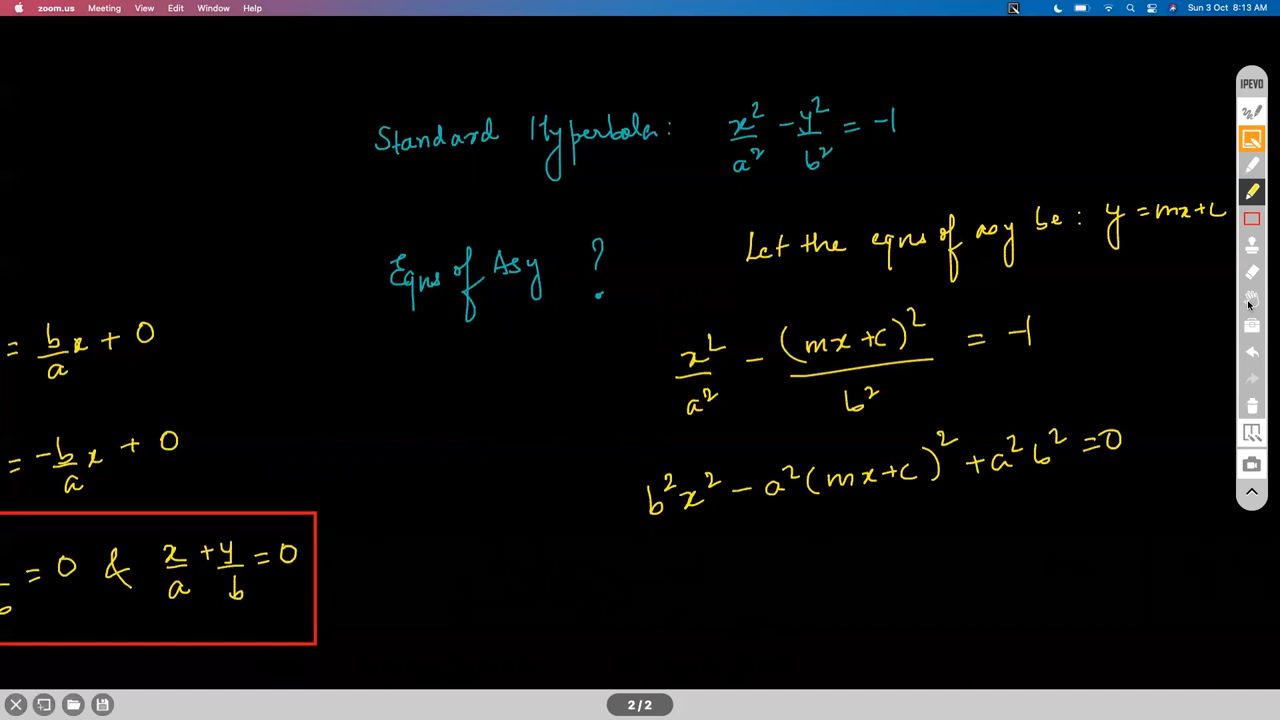 zoom.us Meeting View Edit Window Help Sun 3 Oct 8:13 AM
IPEVO
Standard Hyperbola: x²/a² - y²/b² = -1
Let the eqns of asy be: y = mx+c
Eqns of Asy ?
x²/a² - (mx+c)²/b² = -1
= b/a x + 0
= -b/a x + 0
b²x² - a²(mx+c)² + a²b² = 0
= 0 & x/a + y/b = 0
2/2